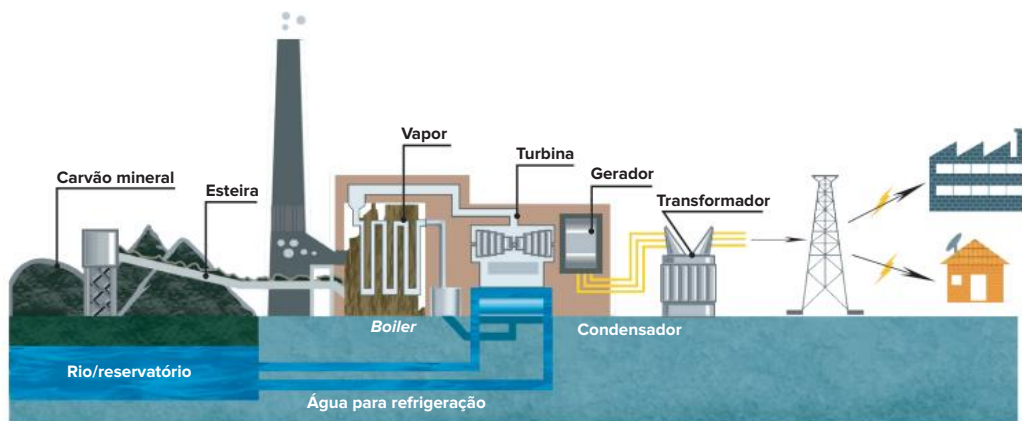 Carvão mineral
Esteira
Vapor
Turbina
Gerador
Transformador
Boiler
Condensador
Rio/reservatório
Água para refrigeração